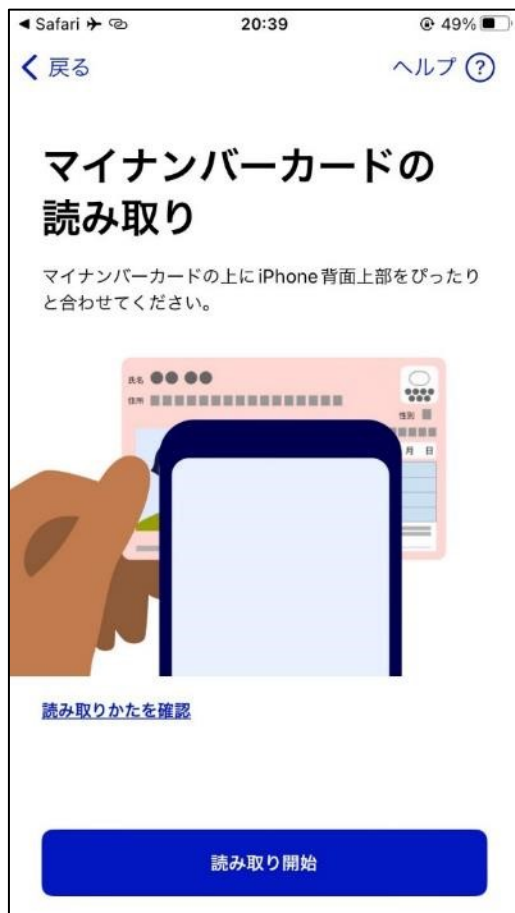 Safari
20:39
49%
戻る
ヘルプ ?
マイナンバーカードの
読み取り
マイナンバーカードの上にiPhone背面上部をぴったり
と合わせてください。
氏名
住所
性別
月 日
読み取りかたを確認
読み取り開始